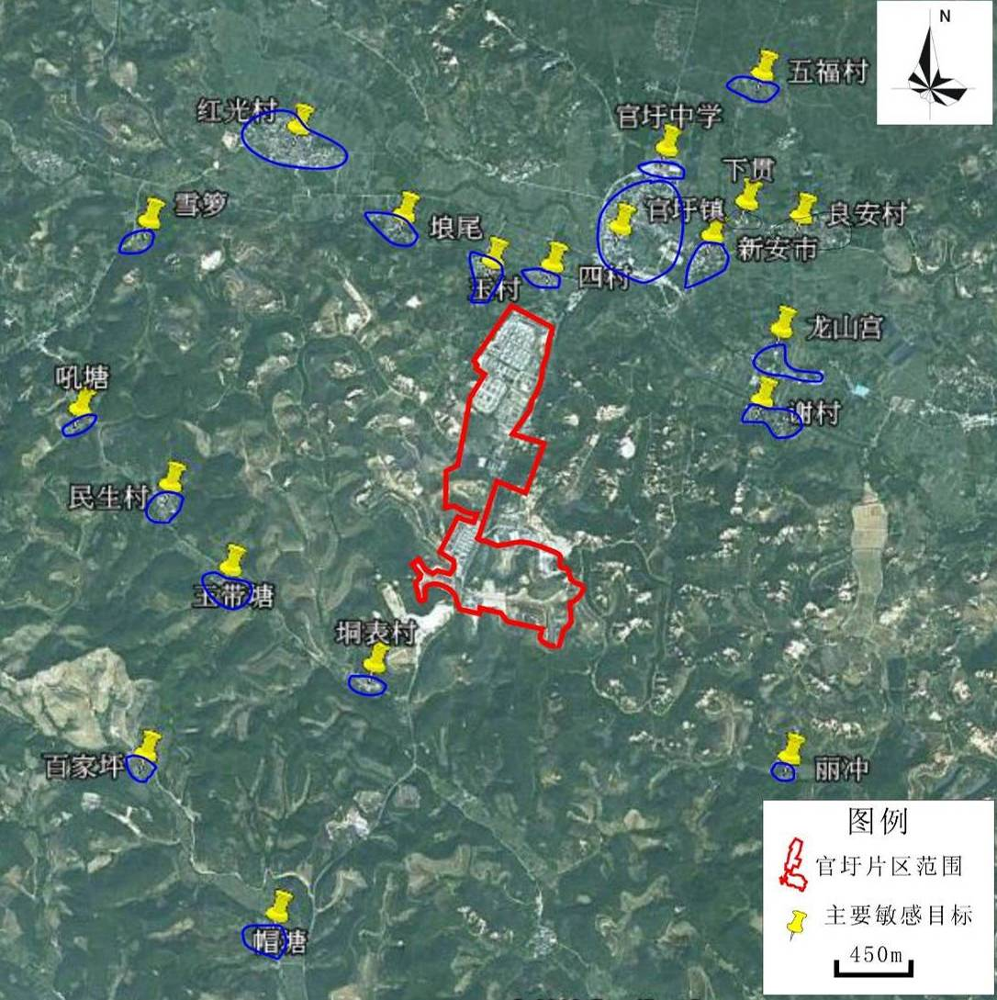 N
五福村
红光村
官圩中学
下贯
雪箩
官圩镇
良安村
埌尾
新安市
玉村
四村
龙山宫
吼塘
谢村
民生村
玉带塘
垌表村
百家坪
丽冲
帽塘
图例
官圩片区范围
主要敏感目标
450m